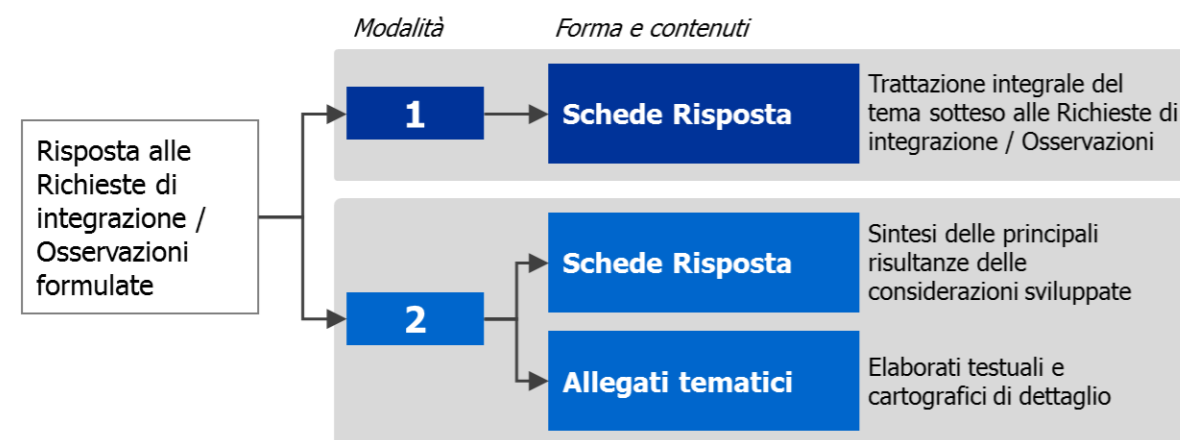 Modalità
Forma e contenuti
Risposta alle
Richieste di
integrazione /
Osservazioni
formulate
1
Schede Risposta
Trattazione integrale del
tema sotteso alle Richieste di
integrazione / Osservazioni
2
Schede Risposta
Sintesi delle principali
risultanze delle
considerazioni sviluppate
Allegati tematici
Elaborati testuali e
cartografici di dettaglio